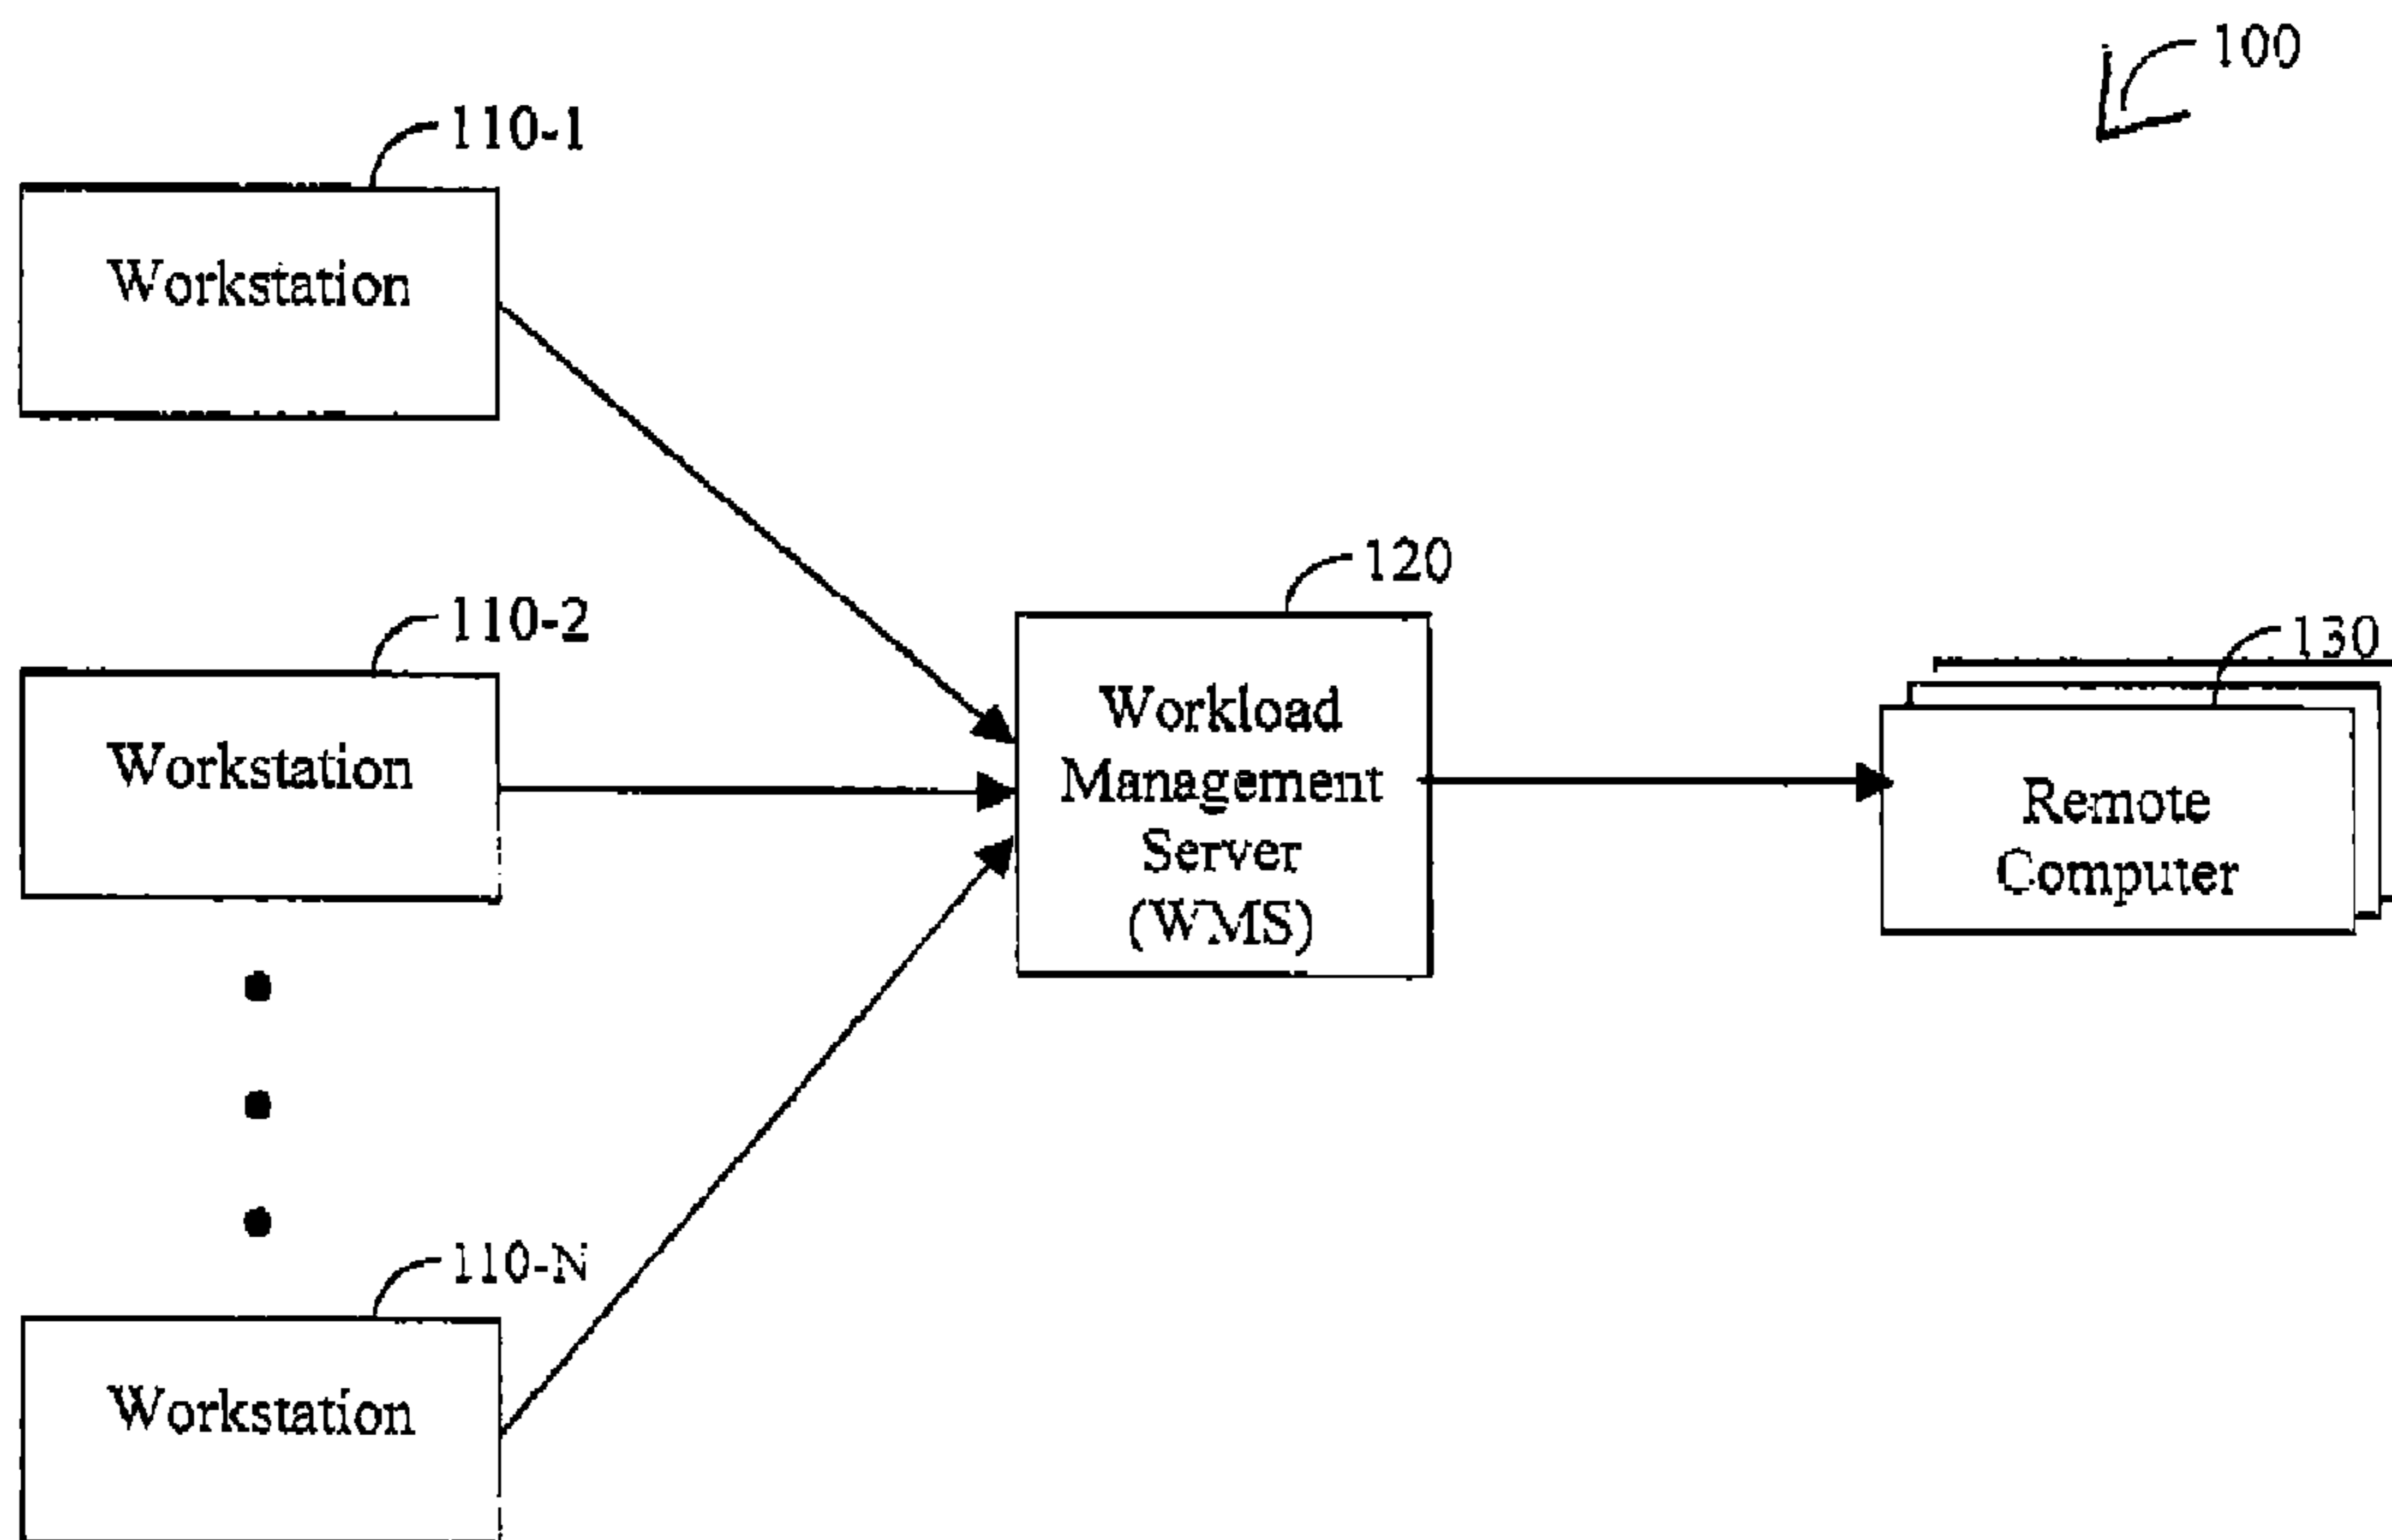 100
110-1
Workstation
110-2
Workstation
120
Workload
Management
Server
(WMS)
130
Remote
Computer
110-N
Workstation